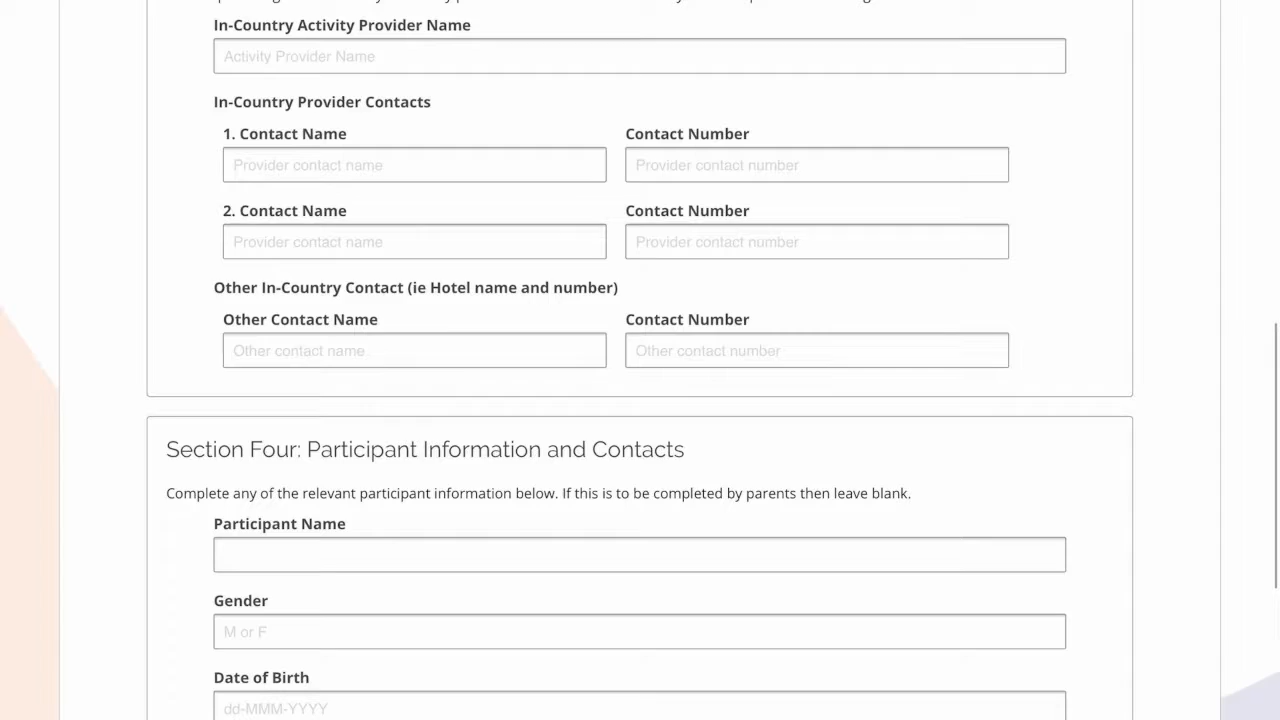 In-Country Activity Provider Name
Activity Provider Name
In-Country Provider Contacts
1. Contact Name Contact Number
Provider contact name Provider contact number
2. Contact Name Contact Number
Provider contact name Provider contact number
Other In-Country Contact (ie Hotel name and number)
Other Contact Name Contact Number
Other contact name Other contact number
Section Four: Participant Information and Contacts
Complete any of the relevant participant information below. If this is to be completed by parents then leave blank.
Participant Name
Gender
M or F
Date of Birth
dd-MMM-YYYY